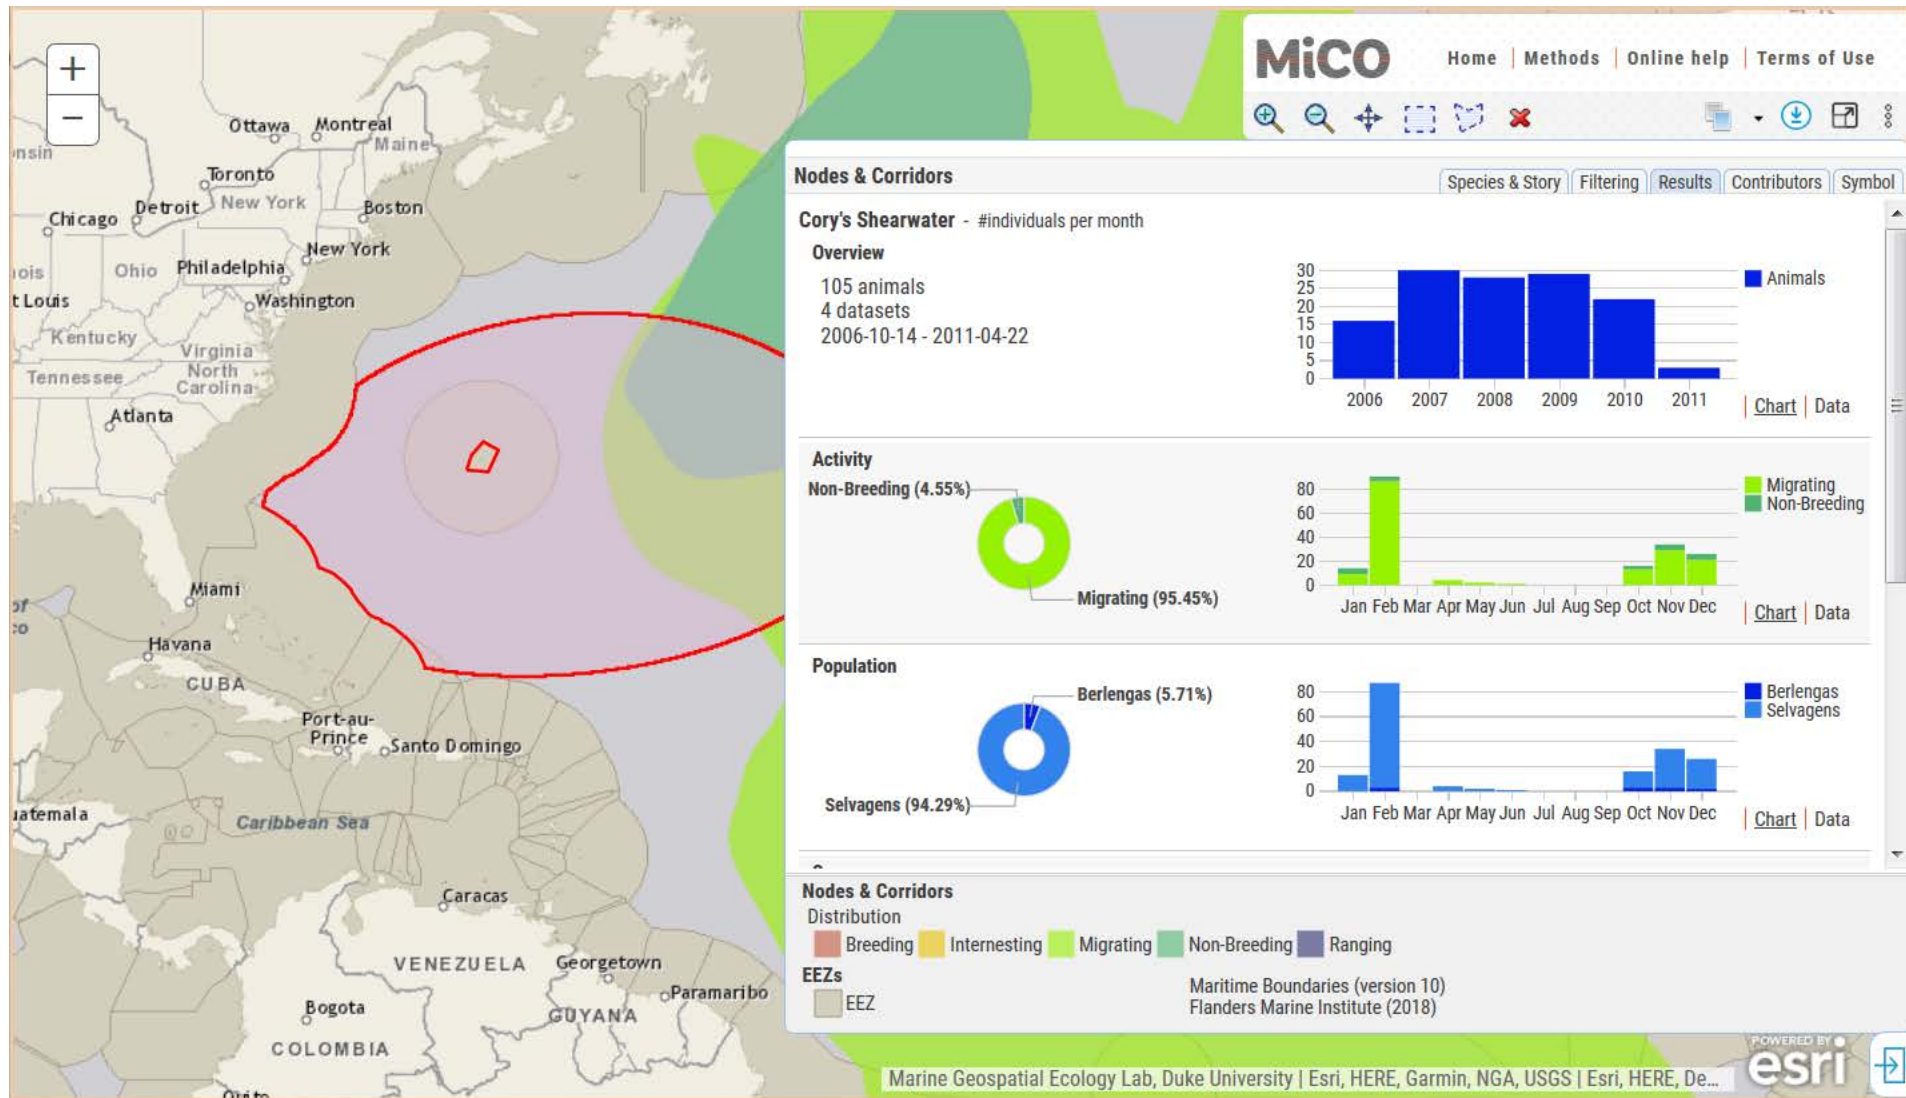 MiCO
Home | Methods | Online help | Terms of Use
Nodes & Corridors
Species & Story
Filtering
Results
Contributors
Symbol
Cory's Shearwater - #individuals per month
Overview
105 animals
4 datasets
2006-10-14 - 2011-04-22
30
25
20
15
10
5
0
2006 2007 2008 2009 2010 2011
Animals
| Chart | Data
Activity
Non-Breeding (4.55%)
Migrating (95.45%)
80
60
40
20
0
Jan Feb Mar Apr May Jun Jul Aug Sep Oct Nov Dec
Migrating
Non-Breeding
| Chart | Data
Population
Berlengas (5.71%)
Selvagens (94.29%)
80
60
40
20
0
Jan Feb Mar Apr May Jun Jul Aug Sep Oct Nov Dec
Berlengas
Selvagens
| Chart | Data
Nodes & Corridors
Distribution
Breeding
Internesting
Migrating
Non-Breeding
Ranging
EEZs
EEZ
Maritime Boundaries (version 10)
Flanders Marine Institute (2018)
+
−
nsin
Ottawa
Montreal
Maine
Toronto
Detroit
New York
Boston
Chicago
New York
nois
Ohio
Philadelphia
t Louis
Washington
Kentucky
Virginia
Tennessee
North
Carolina
Atlanta
Miami
of
co
Havana
CUBA
Port-au-
Prince
Santo Domingo
uatemala
Caribbean Sea
Caracas
VENEZUELA
Georgetown
Paramaribo
Bogota
GUYANA
COLOMBIA
Quito
Marine Geospatial Ecology Lab, Duke University | Esri, HERE, Garmin, NGA, USGS | Esri, HERE, De...
POWERED BY
esri